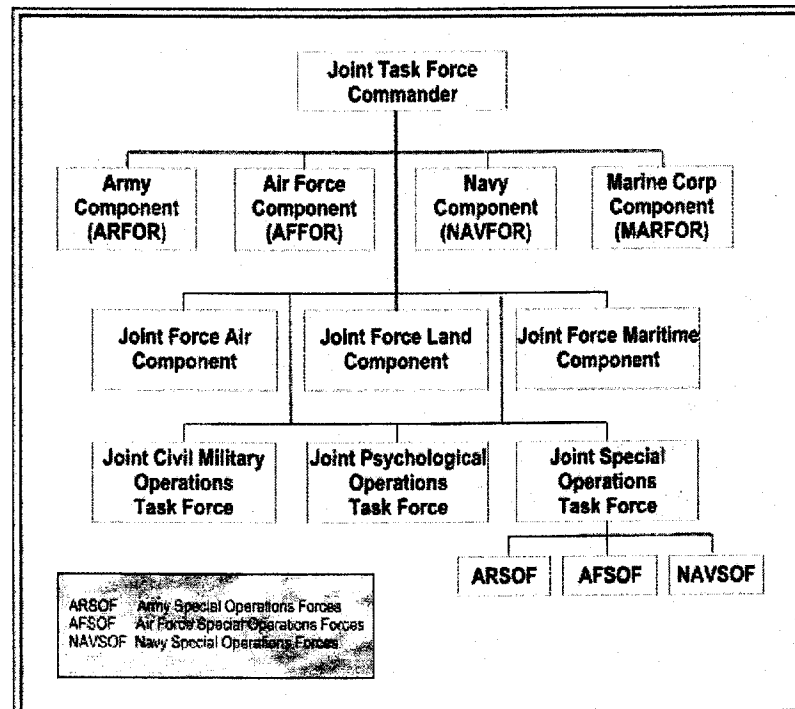 Joint Task Force
Commander
Army
Component
(ARFOR)
Air Force
Component
(AFFOR)
Navy
Component
(NAVFOR)
Marine Corp
Component
(MARFOR)
Joint Force Air
Component
Joint Force Land
Component
Joint Force Maritime
Component
Joint Civil Military
Operations
Task Force
Joint Psychological
Operations
Task Force
Joint Special
Operations
Task Force
ARSOF
AFSOF
NAVSOF
ARSOF Army Special Operations Forces
AFSOF Air Force Special Operations Forces
NAVSOF Navy Special Operations Forces